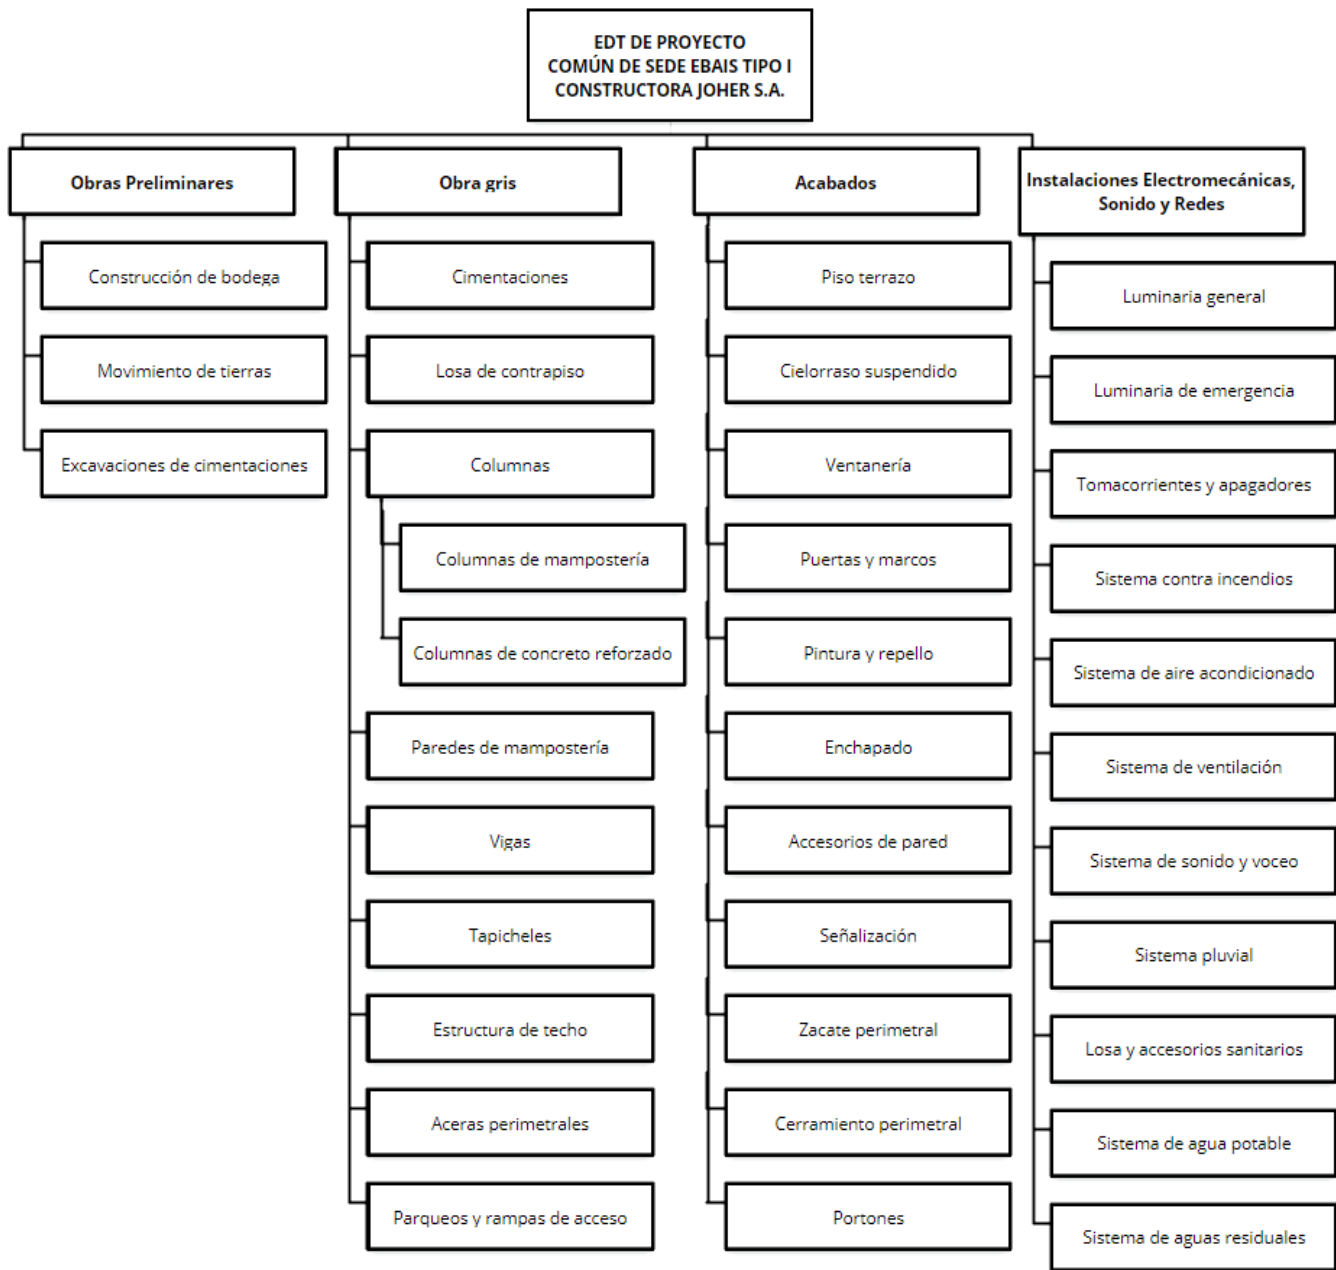 EDT DE PROYECTO
COMÚN DE SEDE EBAIS TIPO I
CONSTRUCTORA JOHER S.A.
Obras Preliminares
Construcción de bodega
Movimiento de tierras
Excavaciones de cimentaciones
Obra gris
Cimentaciones
Losa de contrapiso
Columnas
Columnas de mampostería
Columnas de concreto reforzado
Paredes de mampostería
Vigas
Tapicheles
Estructura de techo
Aceras perimetrales
Parqueos y rampas de acceso
Acabados
Piso terrazo
Cielorraso suspendido
Ventanería
Puertas y marcos
Pintura y repello
Enchapado
Accesorios de pared
Señalización
Zacate perimetral
Cerramiento perimetral
Portones
Instalaciones Electromecánicas,
Sonido y Redes
Luminaria general
Luminaria de emergencia
Tomacorrientes y apagadores
Sistema contra incendios
Sistema de aire acondicionado
Sistema de ventilación
Sistema de sonido y voceo
Sistema pluvial
Losa y accesorios sanitarios
Sistema de agua potable
Sistema de aguas residuales